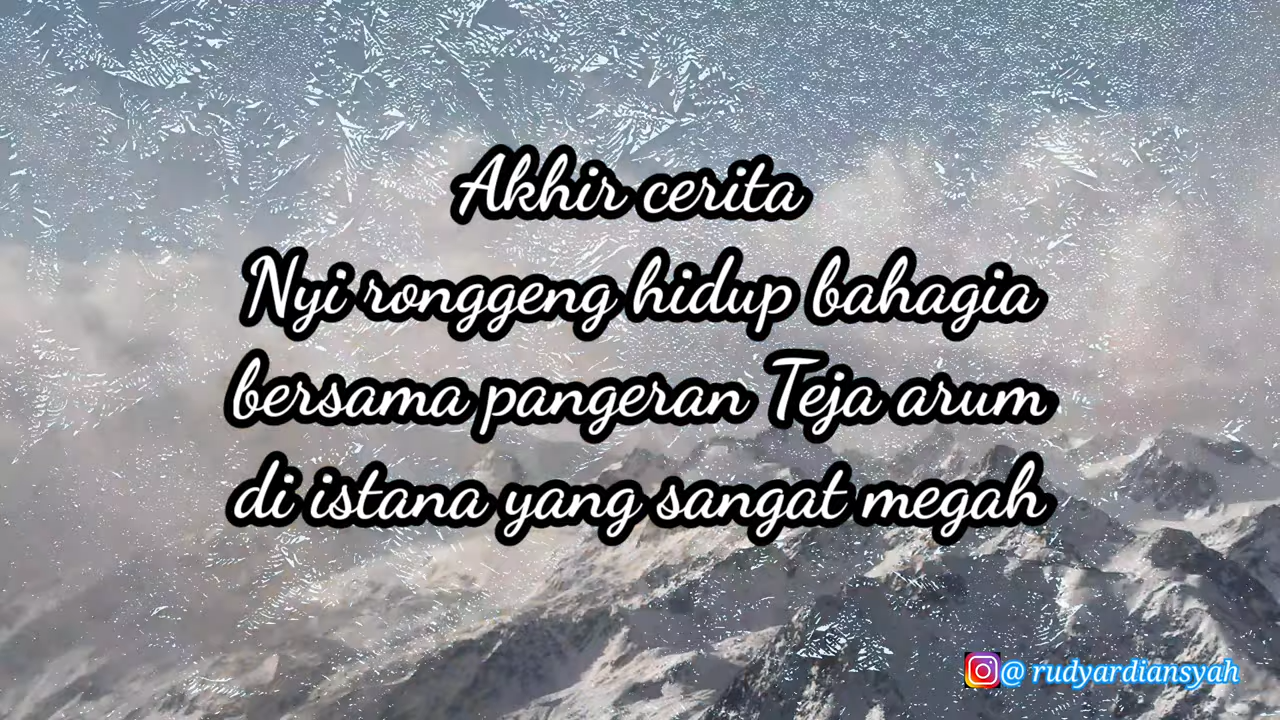 Akhir cerita
Nyi ronggeng hidup bahagia
bersama pangeran Teja arum
di istana yang sangat megah
@ rudyardiansyah